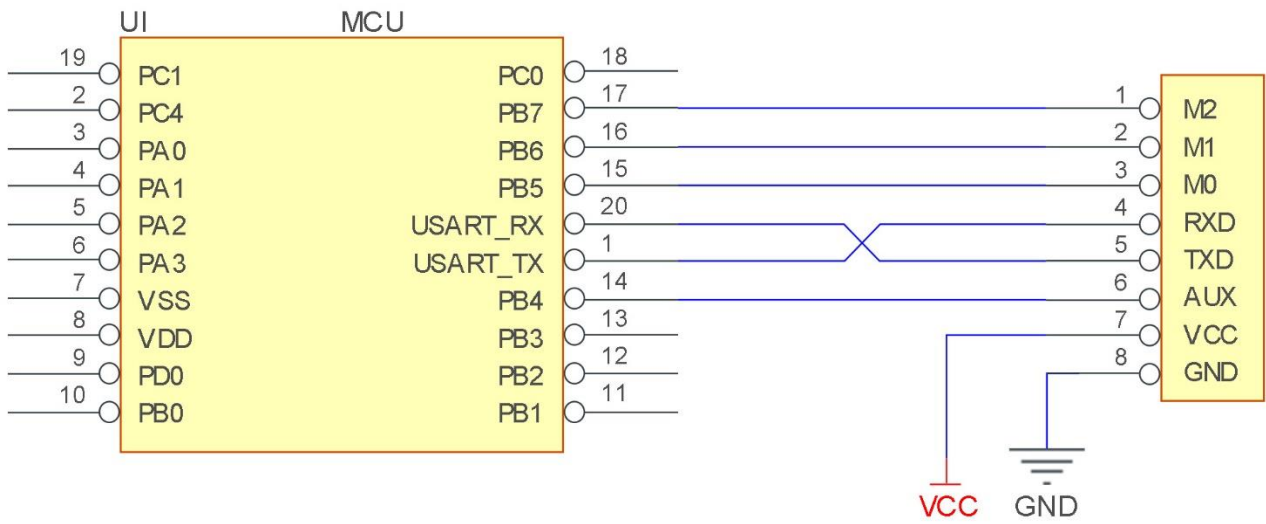 UI MCU
19 PC1 PC0 18
2 PC4 PB7 17 1 M2
3 PA0 PB6 16 2 M1
4 PA1 PB5 15 3 M0
5 PA2 USART_RX 20 4 RXD
6 PA3 USART_TX 1 5 TXD
7 VSS PB4 14 6 AUX
8 VDD PB3 13 7 VCC
9 PD0 PB2 12 8 GND
10 PB0 PB1 11
VCC GND